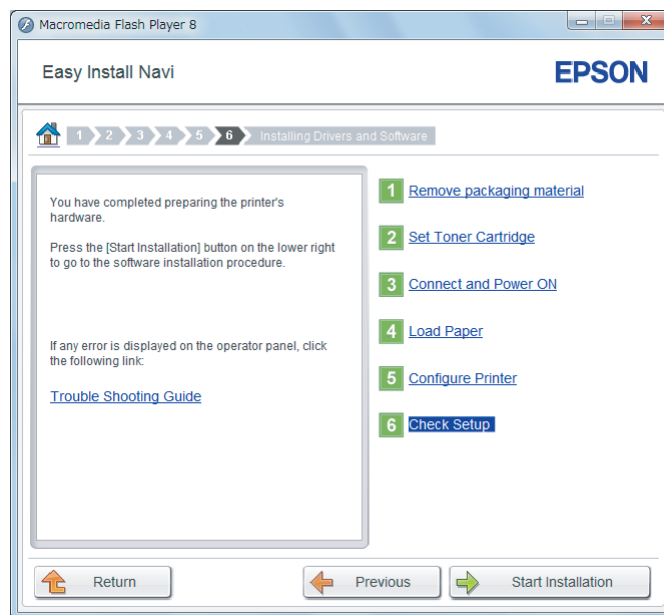 Macromedia Flash Player 8
Easy Install Navi
EPSON
1 2 3 4 5 6 Installing Drivers and Software
You have completed preparing the printer's
hardware.
Press the [Start Installation] button on the lower right
to go to the software installation procedure.
If any error is displayed on the operator panel, click
the following link:
Trouble Shooting Guide
1 Remove packaging material
2 Set Toner Cartridge
3 Connect and Power ON
4 Load Paper
5 Configure Printer
6 Check Setup
Return
Previous
Start Installation